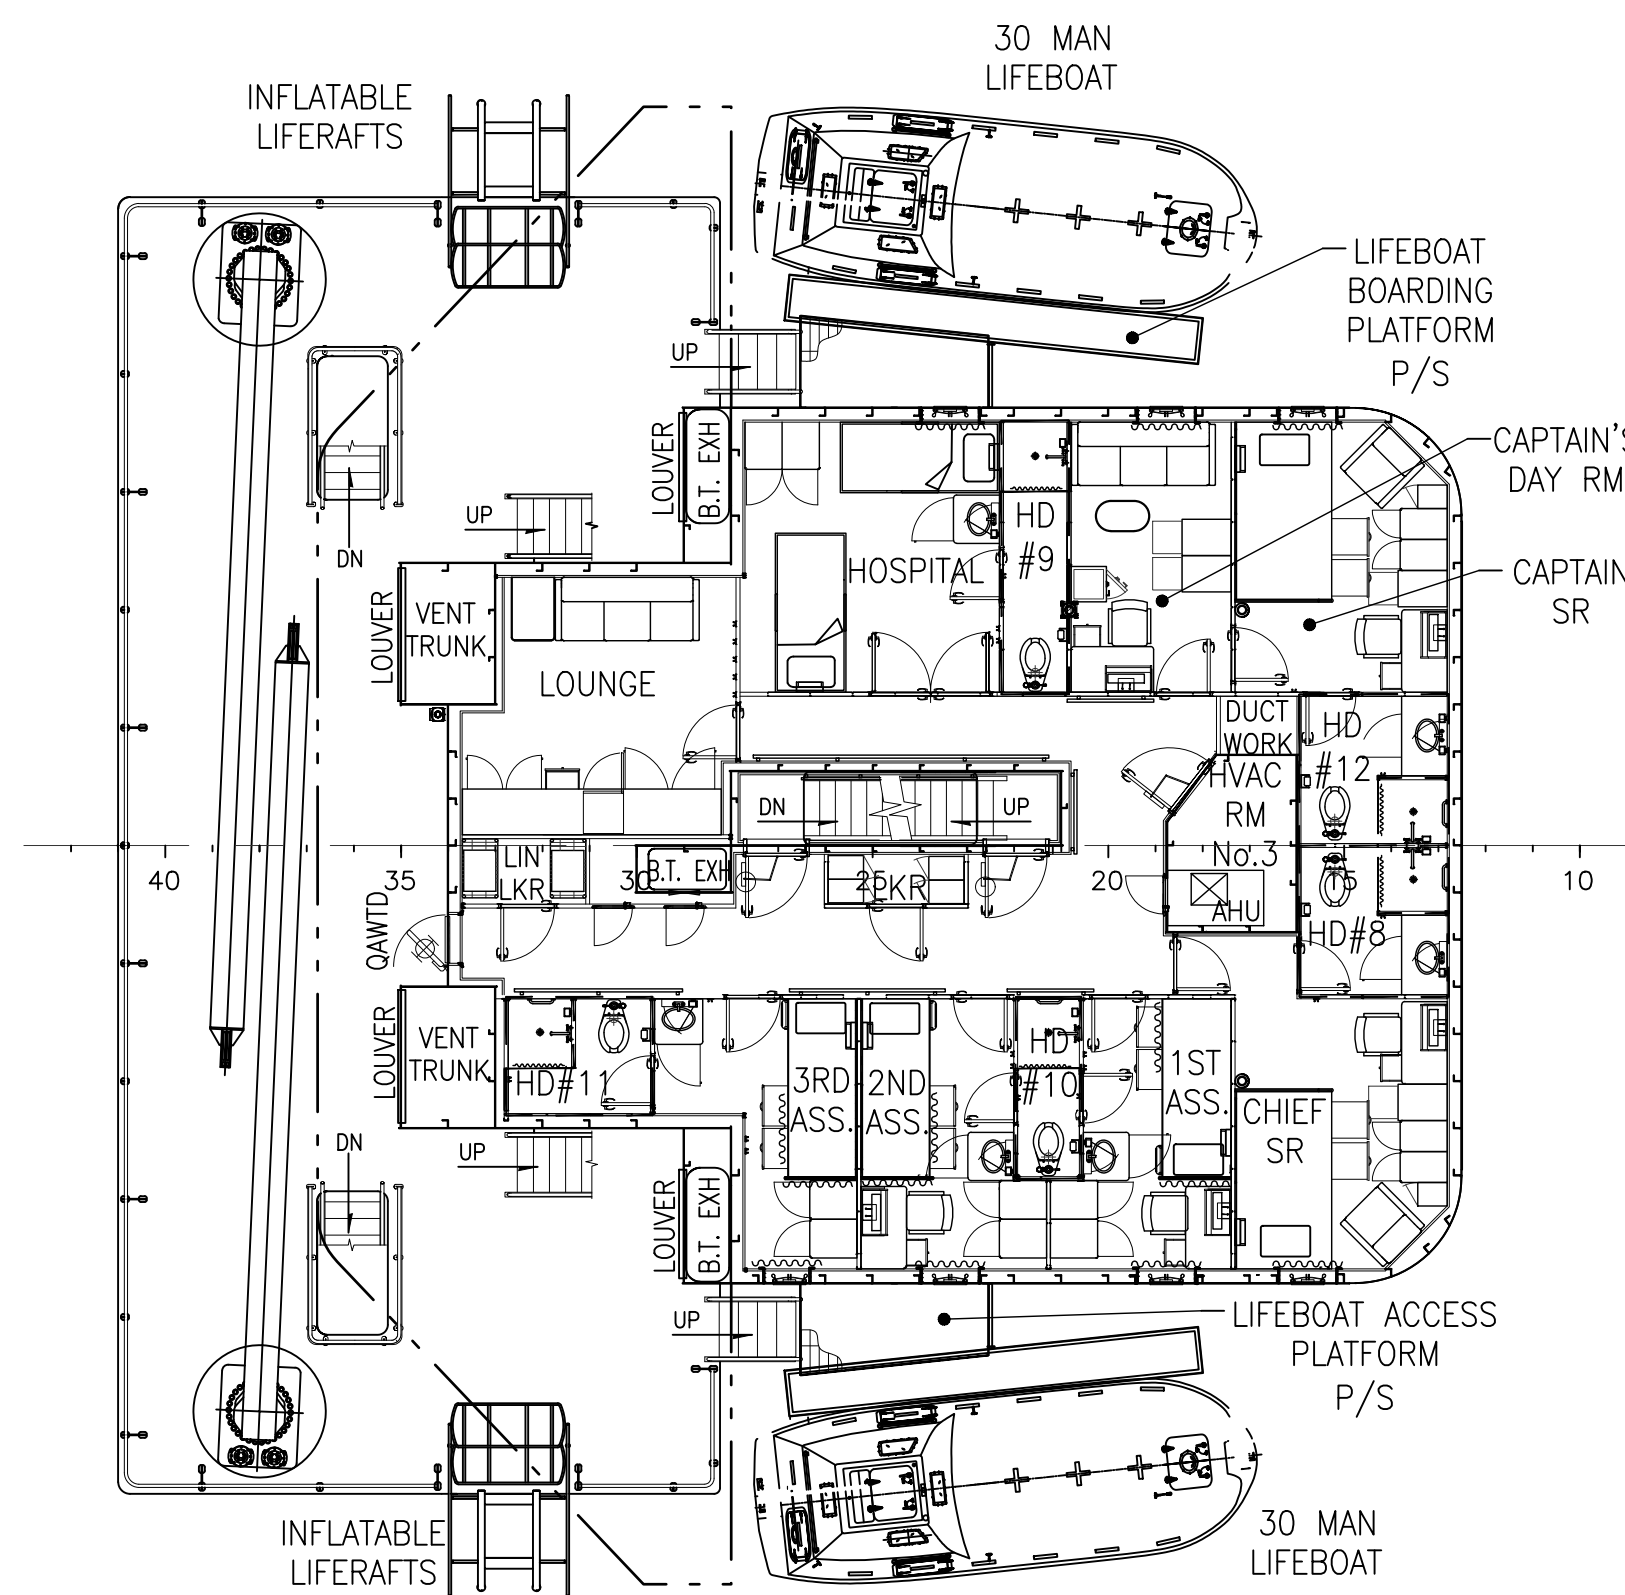 30 MAN
LIFEBOAT
INFLATABLE
LIFERAFTS
LIFEBOAT
BOARDING
PLATFORM
P/S
UP
CAPTAIN'S
DAY RM
LOUVER
B.T. EXH
UP
HD
#9
DN
HOSPITAL
CAPTAIN
SR
LOUVER
VENT
TRUNK
LOUNGE
DUCT
WORK
HD
#12
HVAC
RM
No.3
DN
UP
LIN
LKR
B.T. EXH
LKR
40
35
30
25
20
15
10
AHU
HD#8
QAWTD
LOUVER
VENT
TRUNK
HD#11
3RD
ASS.
2ND
ASS.
HD
#10
1ST
ASS.
CHIEF
SR
DN
UP
LOUVER
B.T. EXH
UP
LIFEBOAT ACCESS
PLATFORM
P/S
INFLATABLE
LIFERAFTS
30 MAN
LIFEBOAT